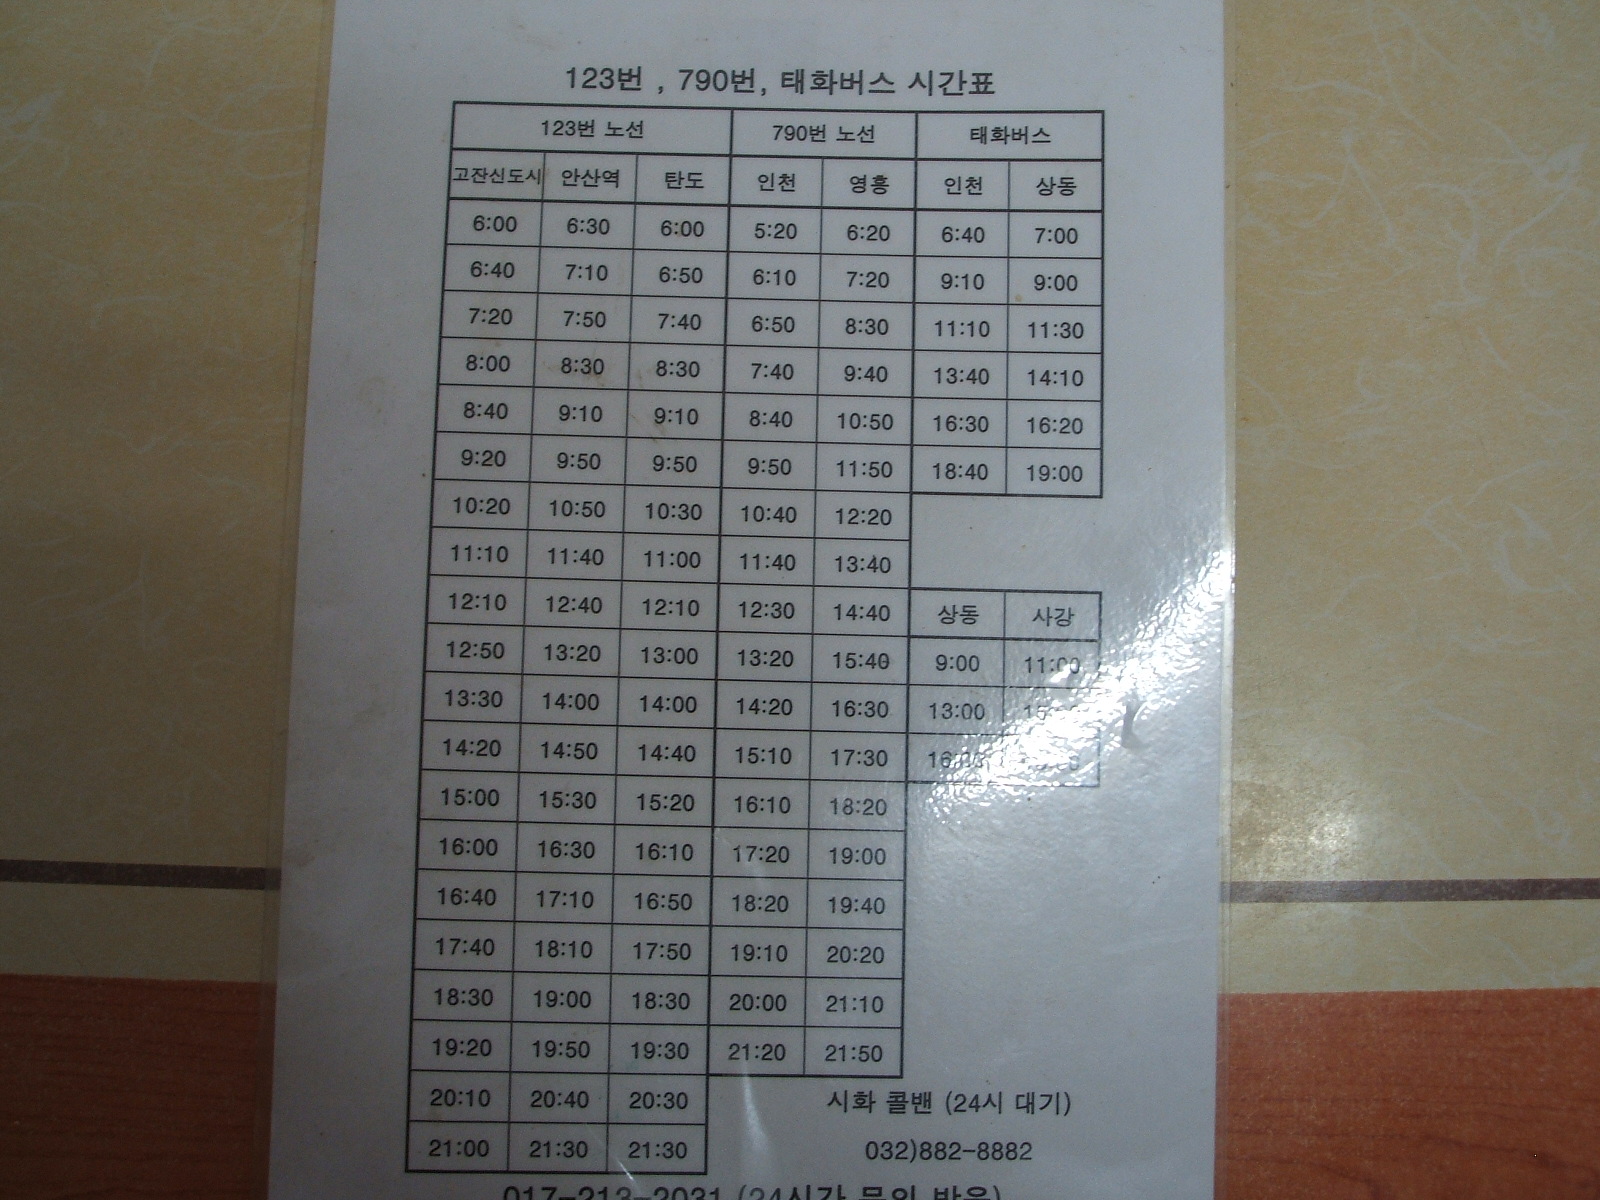 123번 , 790번, 태화버스 시간표
123번 노선 790번 노선 태화버스
고잔신도시 안산역 탄도 인천 영흥 인천 상동
6:00 6:30 6:00 5:20 6:20 6:40 7:00
6:40 7:10 6:50 6:10 7:20 9:10 9:00
7:20 7:50 7:40 6:50 8:30 11:10 11:30
8:00 8:30 8:30 7:40 9:40 13:40 14:10
8:40 9:10 9:10 8:40 10:50 16:30 16:20
9:20 9:50 9:50 9:50 11:50 18:40 19:00
10:20 10:50 10:30 10:40 12:20
11:10 11:40 11:00 11:40 13:40
12:10 12:40 12:10 12:30 14:40 상동 사강
12:50 13:20 13:00 13:20 15:40 9:00 11:00
13:30 14:00 14:00 14:20 16:30 13:00
14:20 14:50 14:40 15:10 17:30
15:00 15:30 15:20 16:10 18:20
16:00 16:30 16:10 17:20 19:00
16:40 17:10 16:50 18:20 19:40
17:40 18:10 17:50 19:10 20:20
18:30 19:00 18:30 20:00 21:10
19:20 19:50 19:30 21:20 21:50
20:10 20:40 20:30 시화 콜밴 (24시 대기)
21:00 21:30 21:30 032)882-8882
017-213-2031 (24시간 문의 받음)